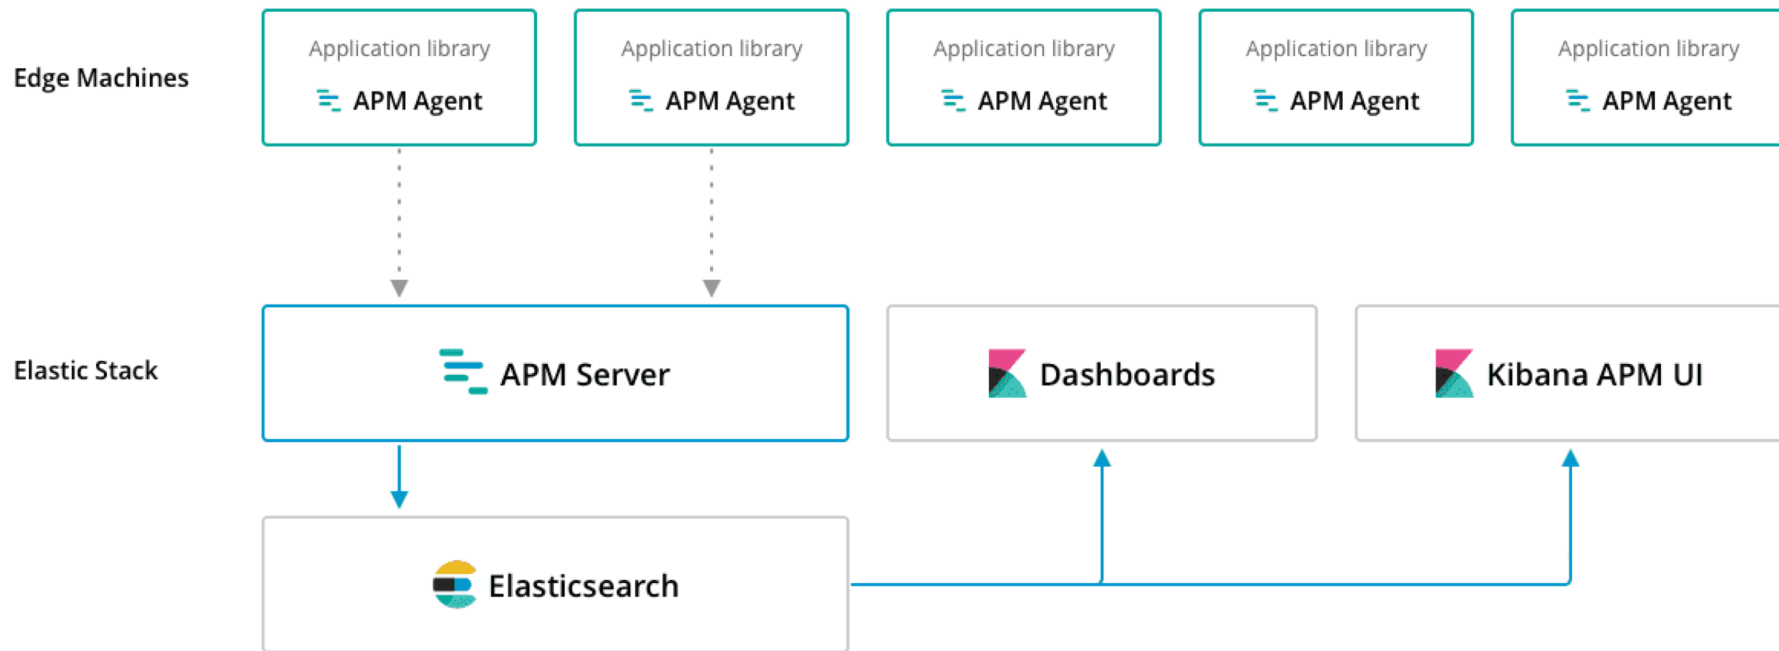 Edge Machines
Application library
APM Agent
Application library
APM Agent
Application library
APM Agent
Application library
APM Agent
Application library
APM Agent
Elastic Stack
APM Server
Dashboards
Kibana APM UI
Elasticsearch